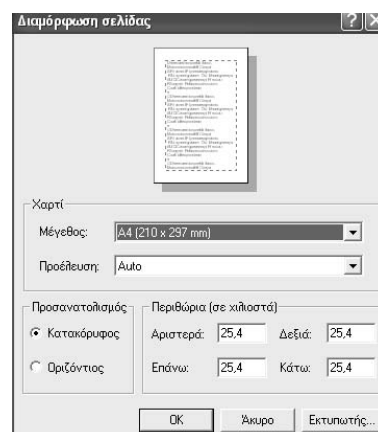 Διαμόρφωση σελίδας
Χαρτί
Μέγεθος: A4 (210 x 297 mm)
Προέλευση: Auto
Προσανατολισμός
Κατακόρυφος
Οριζόντιος
Περιθώρια (σε χιλιοστά)
Αριστερά: 25,4 Δεξιά: 25,4
Επάνω: 25,4 Κάτω: 25,4
OK Άκυρο Εκτυπωτής...